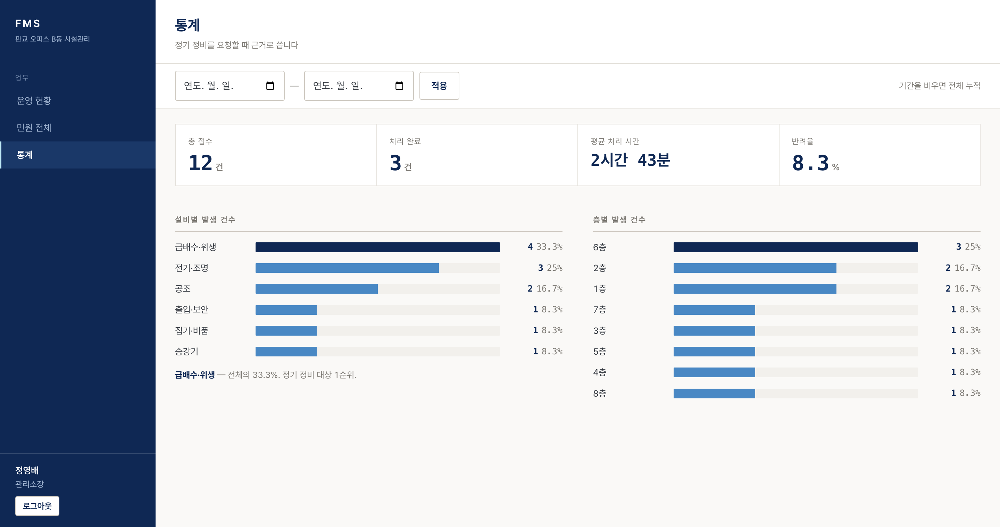 FMS
판교 오피스 B동 시설관리
업무
운영 현황
민원 전체
통계
정영배
관리소장
로그아웃
통계
정기 정비를 요청할 때 근거로 씁니다
연도. 월. 일. — 연도. 월. 일. 적용 기간을 비우면 전체 누적
총 접수
12 건
처리 완료
3 건
평균 처리 시간
2시간 43분
반려율
8.3 %
설비별 발생 건수
급배수·위생 4 33.3%
전기·조명 3 25%
공조 2 16.7%
출입·보안 1 8.3%
집기·비품 1 8.3%
승강기 1 8.3%
급배수·위생 — 전체의 33.3%. 정기 정비 대상 1순위.
층별 발생 건수
6층 3 25%
2층 2 16.7%
1층 2 16.7%
7층 1 8.3%
3층 1 8.3%
5층 1 8.3%
4층 1 8.3%
8층 1 8.3%